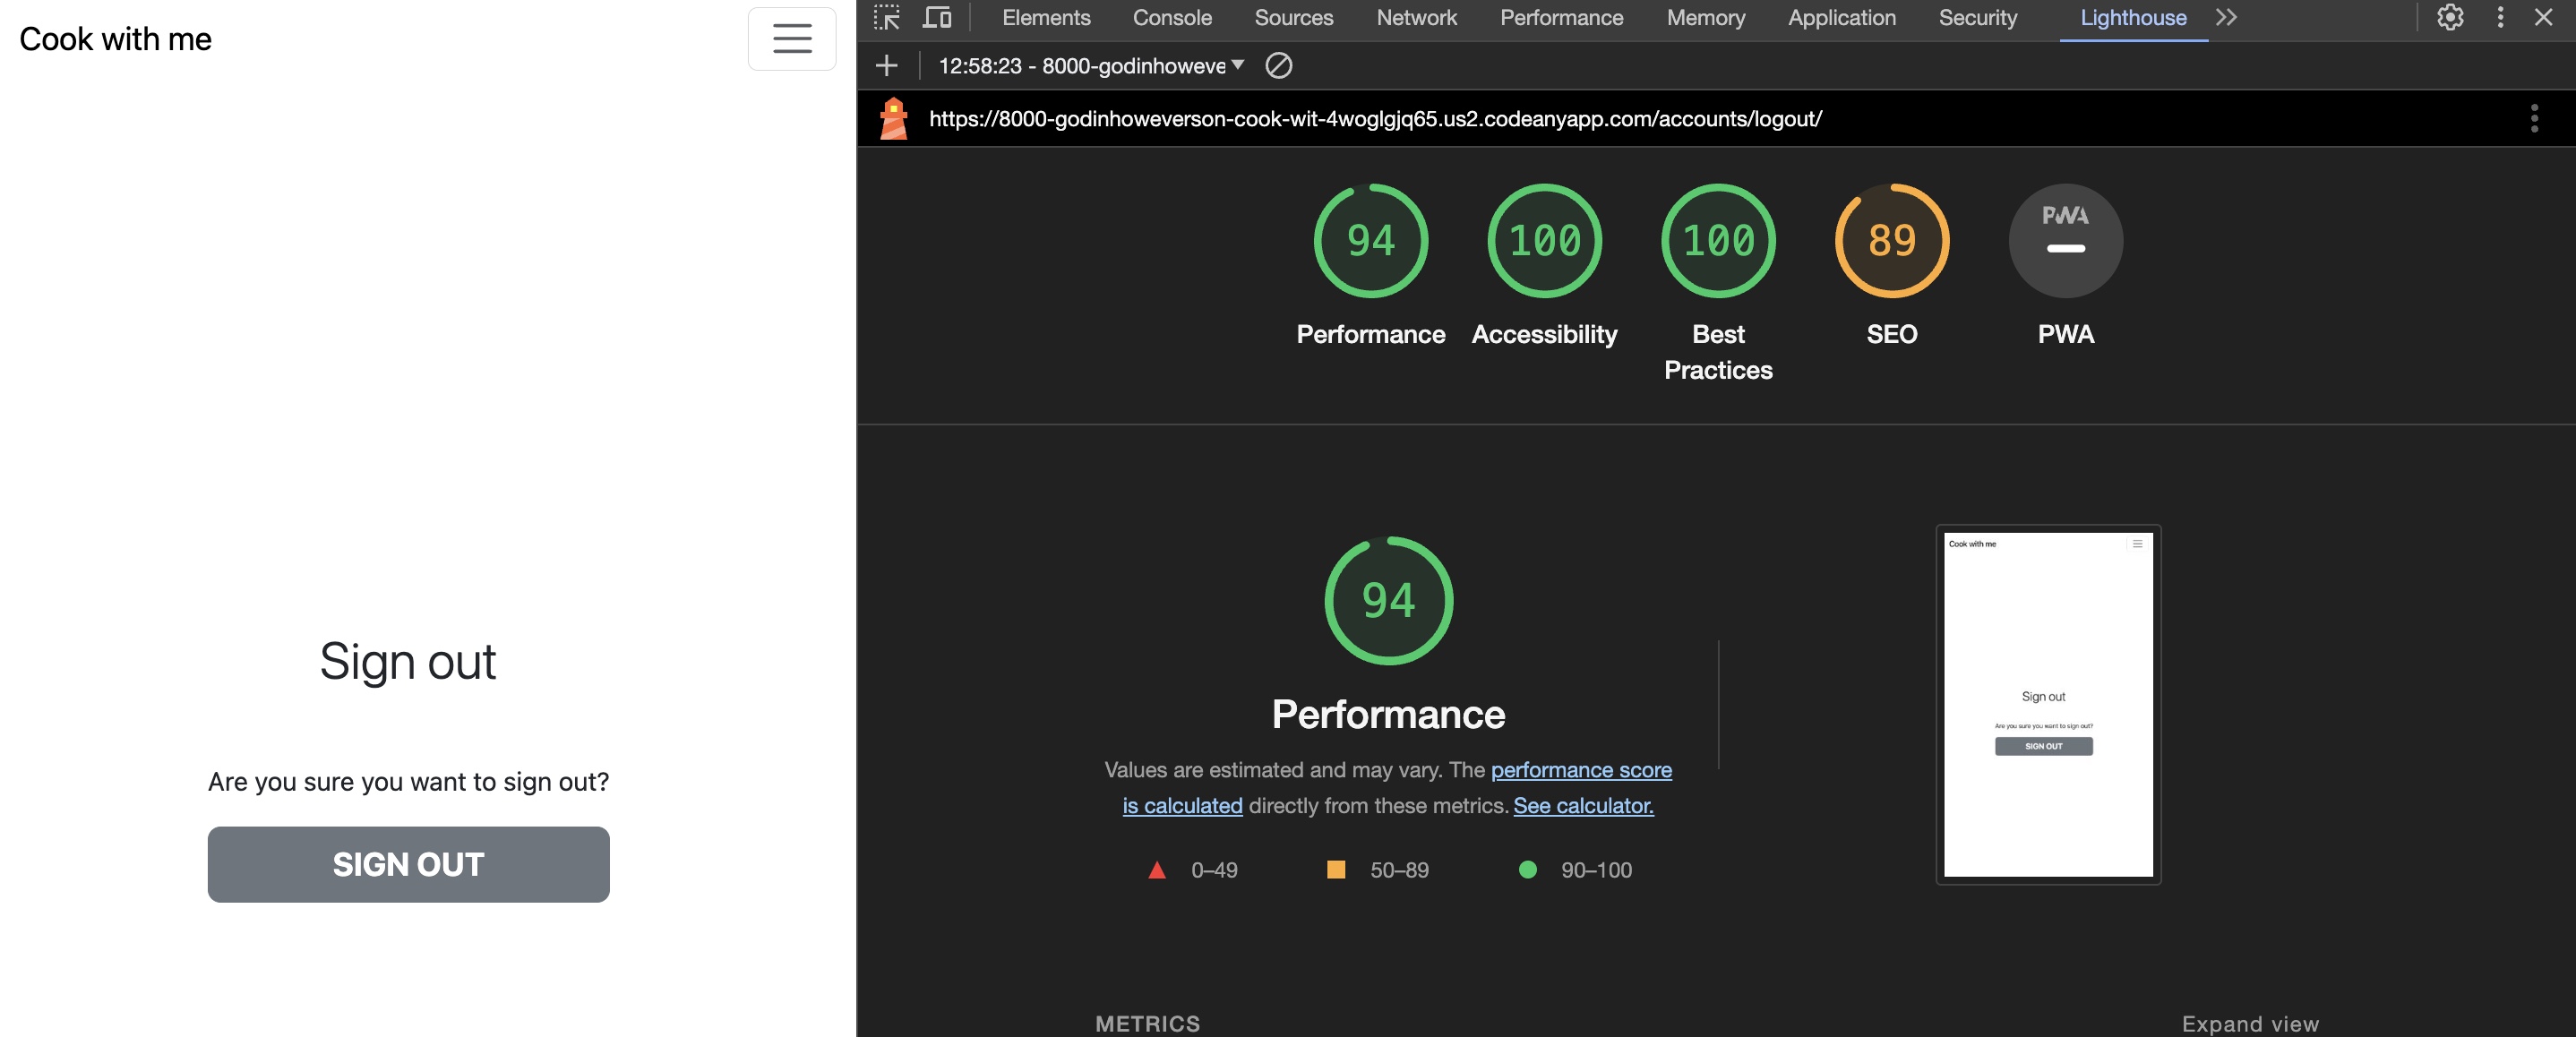 Cook with me
Sign out
Are you sure you want to sign out?
SIGN OUT
Elements Console Sources Network Performance Memory Application Security Lighthouse
12:58:23 - 8000-godinhoweve
https://8000-godinhoweverson-cook-wit-4woglgjq65.us2.codeanyapp.com/accounts/logout/
94 100 100 89 PWA
Performance Accessibility Best Practices SEO PWA
94
Performance
Values are estimated and may vary. The performance score
is calculated directly from these metrics. See calculator.
0–49 50–89 90–100
Cook with me
Sign out
Are you sure you want to sign out?
SIGN OUT
METRICS
Expand view